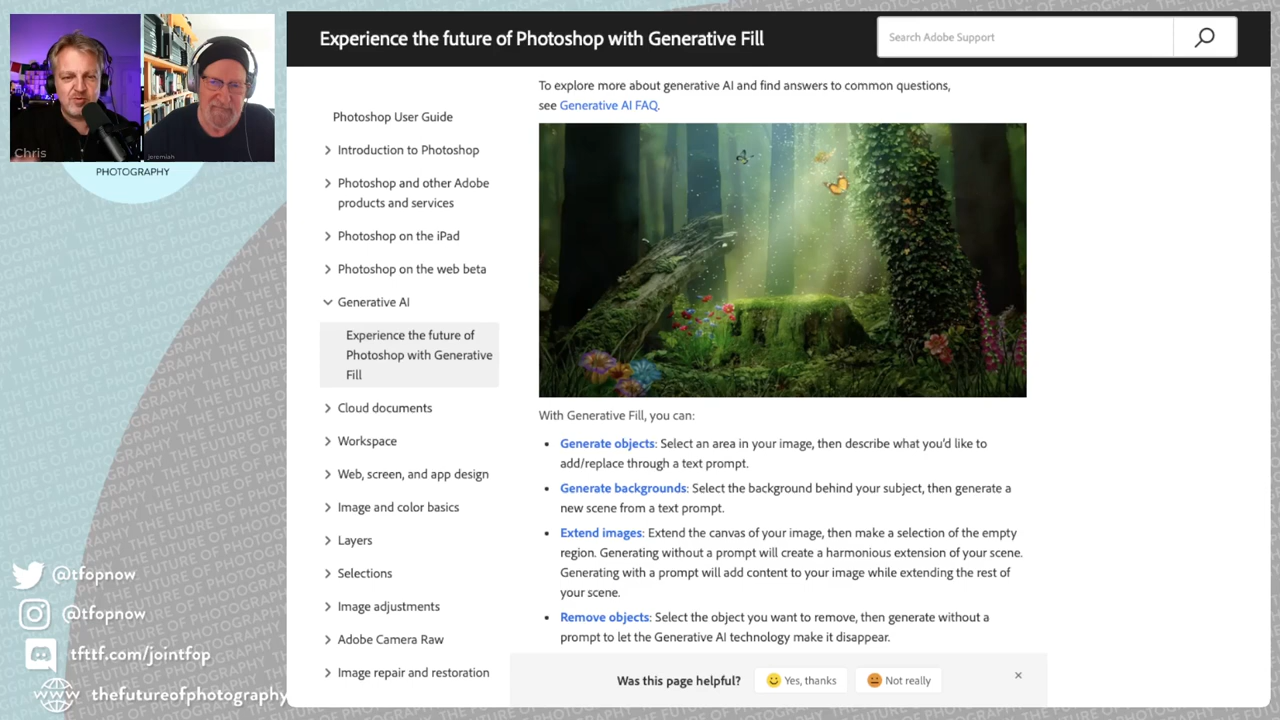 Chris
Jeremiah
PHOTOGRAPHY
@tfopnow
@tfopnow
tfttf.com/jointfop
thefutureofphotography
Experience the future of Photoshop with Generative Fill
Search Adobe Support
Photoshop User Guide
Introduction to Photoshop
Photoshop and other Adobe
products and services
Photoshop on the iPad
Photoshop on the web beta
Generative AI
Experience the future of
Photoshop with Generative
Fill
Cloud documents
Workspace
Web, screen, and app design
Image and color basics
Layers
Selections
Image adjustments
Adobe Camera Raw
Image repair and restoration
To explore more about generative AI and find answers to common questions,
see Generative AI FAQ.
With Generative Fill, you can:
• Generate objects: Select an area in your image, then describe what you'd like to
add/replace through a text prompt.
• Generate backgrounds: Select the background behind your subject, then generate a
new scene from a text prompt.
• Extend images: Extend the canvas of your image, then make a selection of the empty
region. Generating without a prompt will create a harmonious extension of your scene.
Generating with a prompt will add content to your image while extending the rest of
your scene.
• Remove objects: Select the object you want to remove, then generate without a
prompt to let the Generative AI technology make it disappear.
Was this page helpful? Yes, thanks Not really